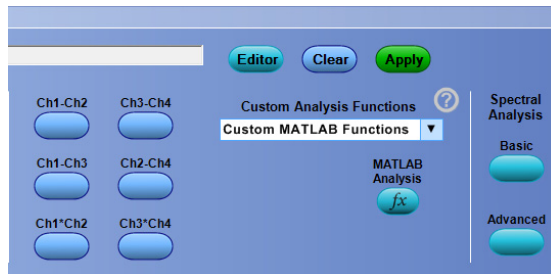 Editor Clear Apply
Ch1-Ch2 Ch3-Ch4 Custom Analysis Functions ? Spectral
Analysis
Custom MATLAB Functions
Basic
Ch1-Ch3 Ch2-Ch4 MATLAB
Analysis
fx
Ch1*Ch2 Ch3*Ch4 Advanced